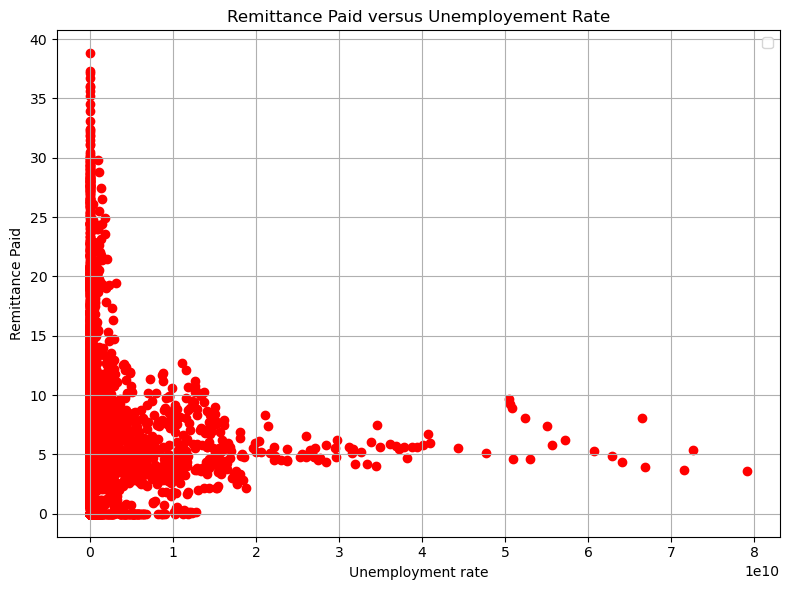 Remittance Paid versus Unemployement Rate
40
35
30
25
20
15
10
5
0
Remittance Paid
0 1 2 3 4 5 6 7 8
1e10
Unemployment rate